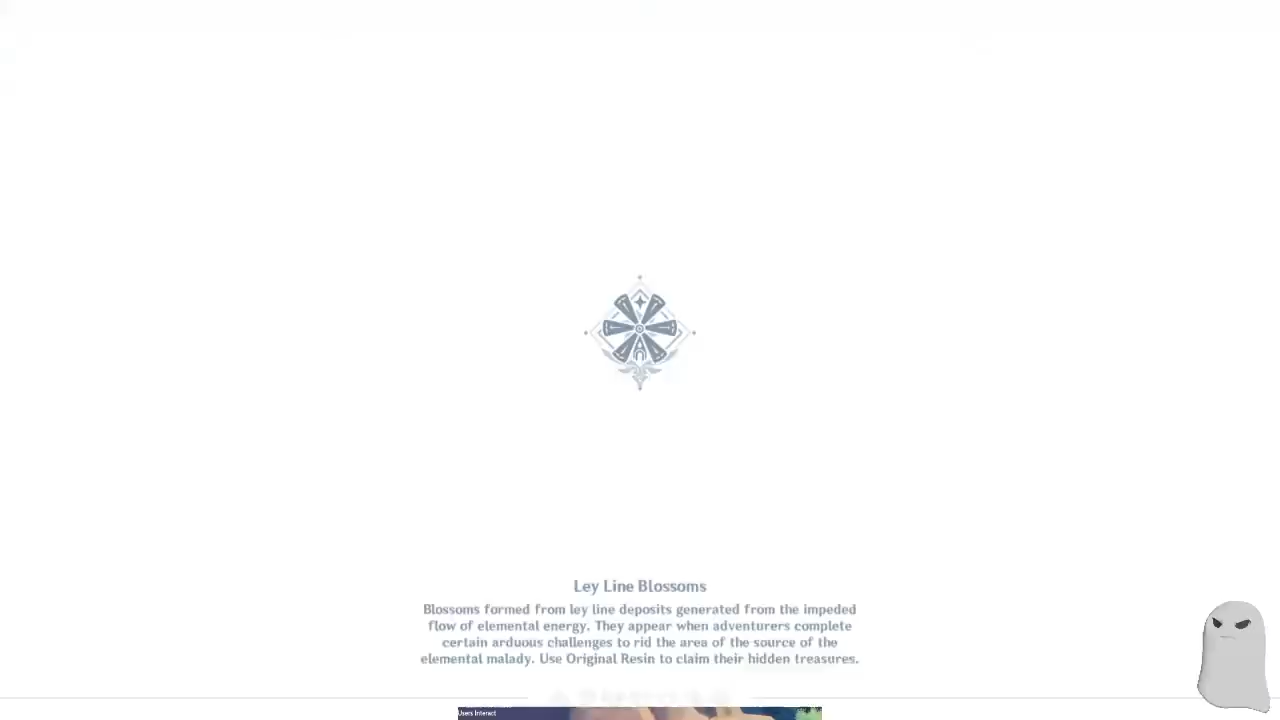 Ley Line Blossoms
Blossoms formed from ley line deposits generated from the impeded
flow of elemental energy. They appear when adventurers complete
certain arduous challenges to rid the area of the source of the
elemental malady. Use Original Resin to claim their hidden treasures.
Users Interact